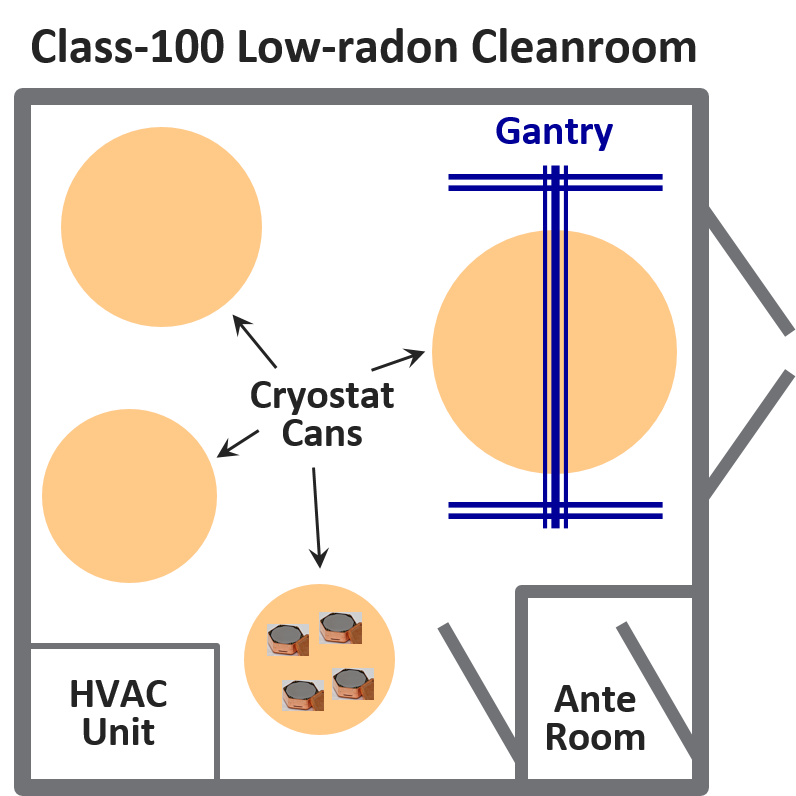 Class-100 Low-radon Cleanroom
Gantry
Cryostat
Cans
HVAC
Unit
Ante
Room